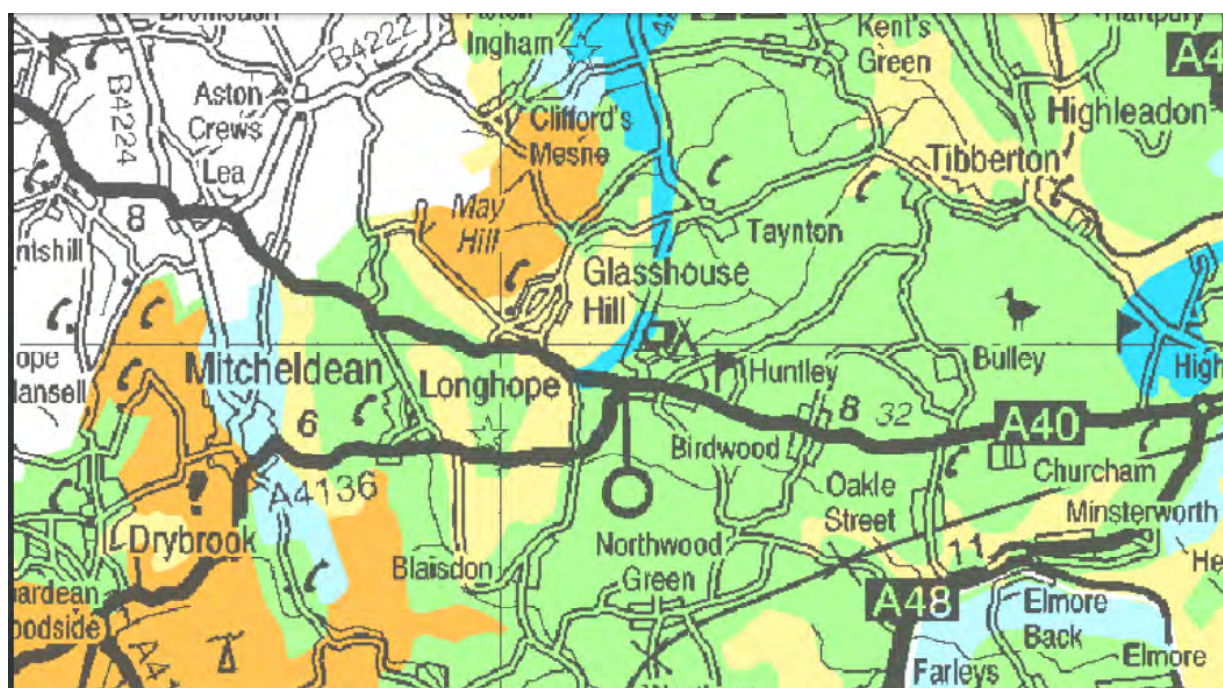 Ingham
B4222
Kent's
Green
Aston
Crews
B4224
Clifford's
Mesne
Highleadon
Tibberton
Lea
8
May
Hill
Taynton
Glasshouse
Hill
Mitcheldean
Longhope
Huntley
Bulley
High
6
8 32
A40
Birdwood
Churcham
A4136
Oakle
Street
Minsterworth
Drybrook
Northwood
Green
11
Blaisdon
A48
Elmore
Back
Elmore
Farleys